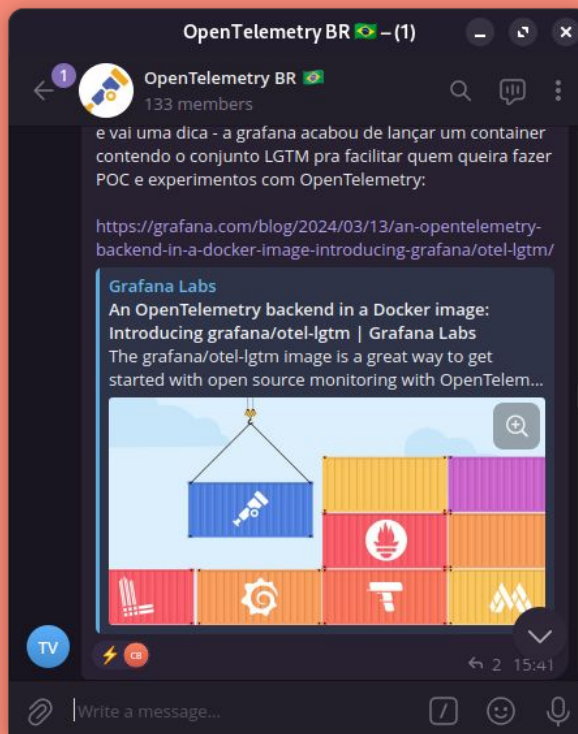 OpenTelemetry BR 🇧🇷 – (1)
1
OpenTelemetry BR 🇧🇷
133 members
e vai uma dica - a grafana acabou de lançar um container
contendo o conjunto LGTM pra facilitar quem queira fazer
POC e experimentos com OpenTelemetry:
https://grafana.com/blog/2024/03/13/an-opentelemetry-
backend-in-a-docker-image-introducing-grafana/otel-lgtm/
Grafana Labs
An OpenTelemetry backend in a Docker image:
Introducing grafana/otel-lgtm | Grafana Labs
The grafana/otel-lgtm image is a great way to get
started with open source monitoring with OpenTelem...
TV
CB
2 15:41
Write a message...